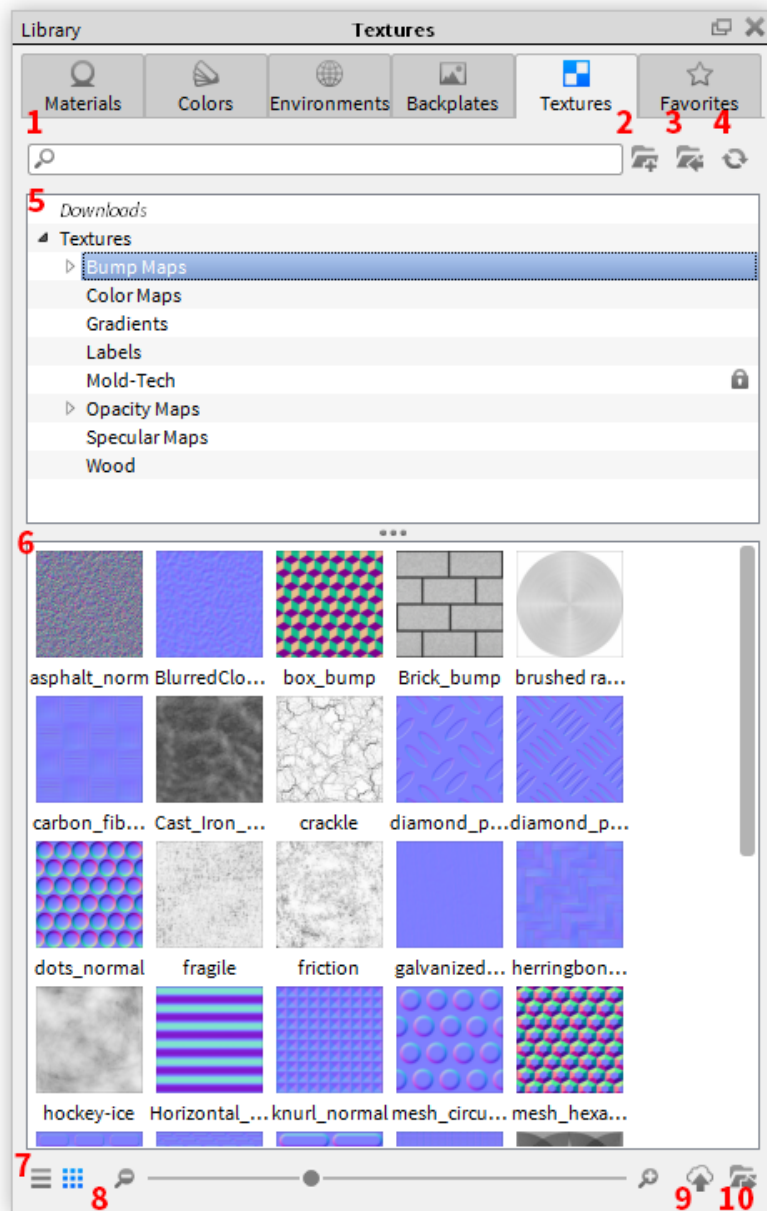 Library Textures
Materials Colors Environments Backplates Textures Favorites
1 2 3 4
5 Downloads
Textures
Bump Maps
Color Maps
Gradients
Labels
Mold-Tech
Opacity Maps
Specular Maps
Wood
6
asphalt_norm BlurredClo... box_bump Brick_bump brushed ra...
carbon_fib... Cast_Iron_... crackle diamond_p... diamond_p...
dots_normal fragile friction galvanized... herringbon...
hockey-ice Horizontal_... knurl_normal mesh_circu... mesh_hexa...
7 8 9 10